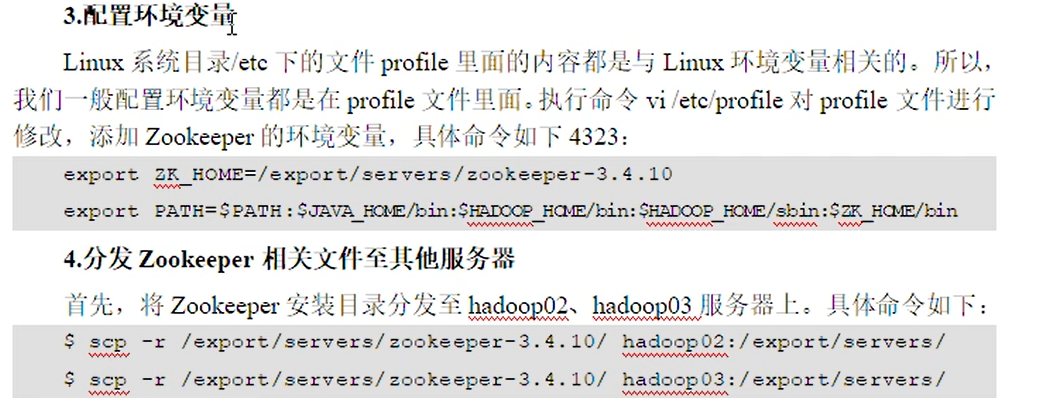 3.配置环境变量
Linux 系统目录/etc 下的文件 profile 里面的内容都是与 Linux 环境变量相关的。所以，
我们一般配置环境变量都是在 profile 文件里面。执行命令 vi /etc/profile 对 profile 文件进行
修改，添加 Zookeeper 的环境变量，具体命令如下 4323：
export ZK_HOME=/export/servers/zookeeper-3.4.10
export PATH=$PATH:$JAVA_HOME/bin:$HADOOP_HOME/bin:$HADOOP_HOME/sbin:$ZK_HOME/bin
4.分发 Zookeeper 相关文件至其他服务器
首先，将 Zookeeper 安装目录分发至 hadoop02、hadoop03 服务器上。具体命令如下：
$ scp -r /export/servers/zookeeper-3.4.10/ hadoop02:/export/servers/
$ scp -r /export/servers/zookeeper-3.4.10/ hadoop03:/export/servers/